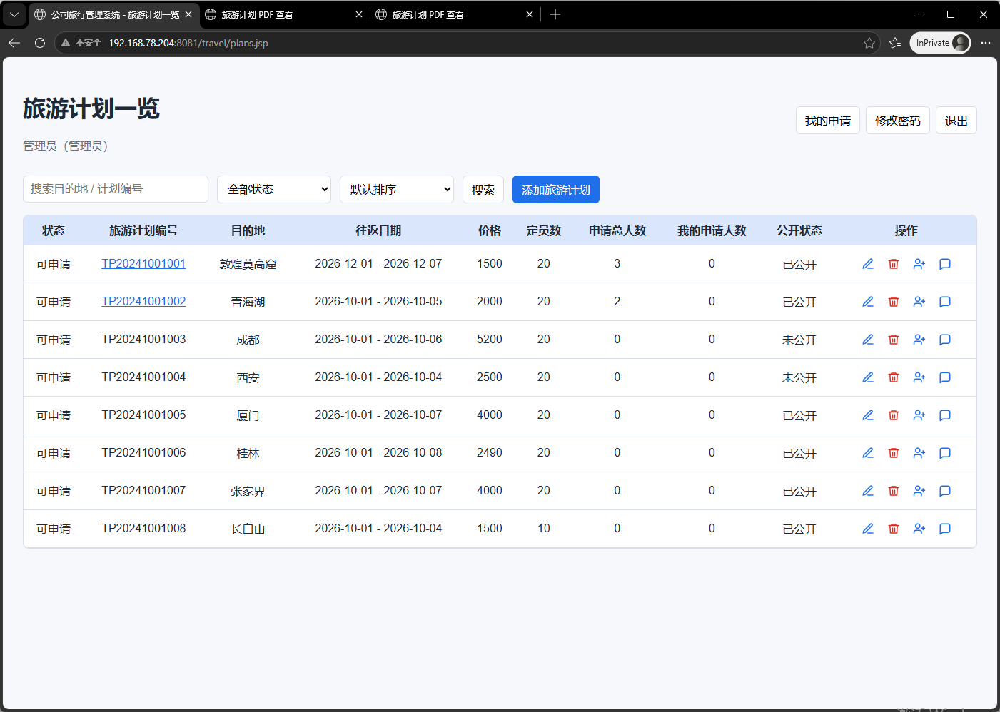 公司旅行管理系统 - 旅游计划一览
旅游计划 PDF 查看
旅游计划 PDF 查看
不安全 192.168.78.204:8081/travel/plans.jsp
InPrivate
旅游计划一览
管理员（管理员）
我的申请 修改密码 退出
搜索目的地 / 计划编号 全部状态 默认排序 搜索 添加旅游计划
状态 旅游计划编号 目的地 往返日期 价格 定员数 申请总人数 我的申请人数 公开状态 操作
可申请 TP20241001001 敦煌莫高窟 2026-12-01 - 2026-12-07 1500 20 3 0 已公开
可申请 TP20241001002 青海湖 2026-10-01 - 2026-10-05 2000 20 2 0 已公开
可申请 TP20241001003 成都 2026-10-01 - 2026-10-06 5200 20 0 0 未公开
可申请 TP20241001004 西安 2026-10-01 - 2026-10-04 2500 20 0 0 未公开
可申请 TP20241001005 厦门 2026-10-01 - 2026-10-07 4000 20 0 0 已公开
可申请 TP20241001006 桂林 2026-10-01 - 2026-10-08 2490 20 0 0 已公开
可申请 TP20241001007 张家界 2026-10-01 - 2026-10-07 4000 20 0 0 已公开
可申请 TP20241001008 长白山 2026-10-01 - 2026-10-04 1500 10 0 0 已公开